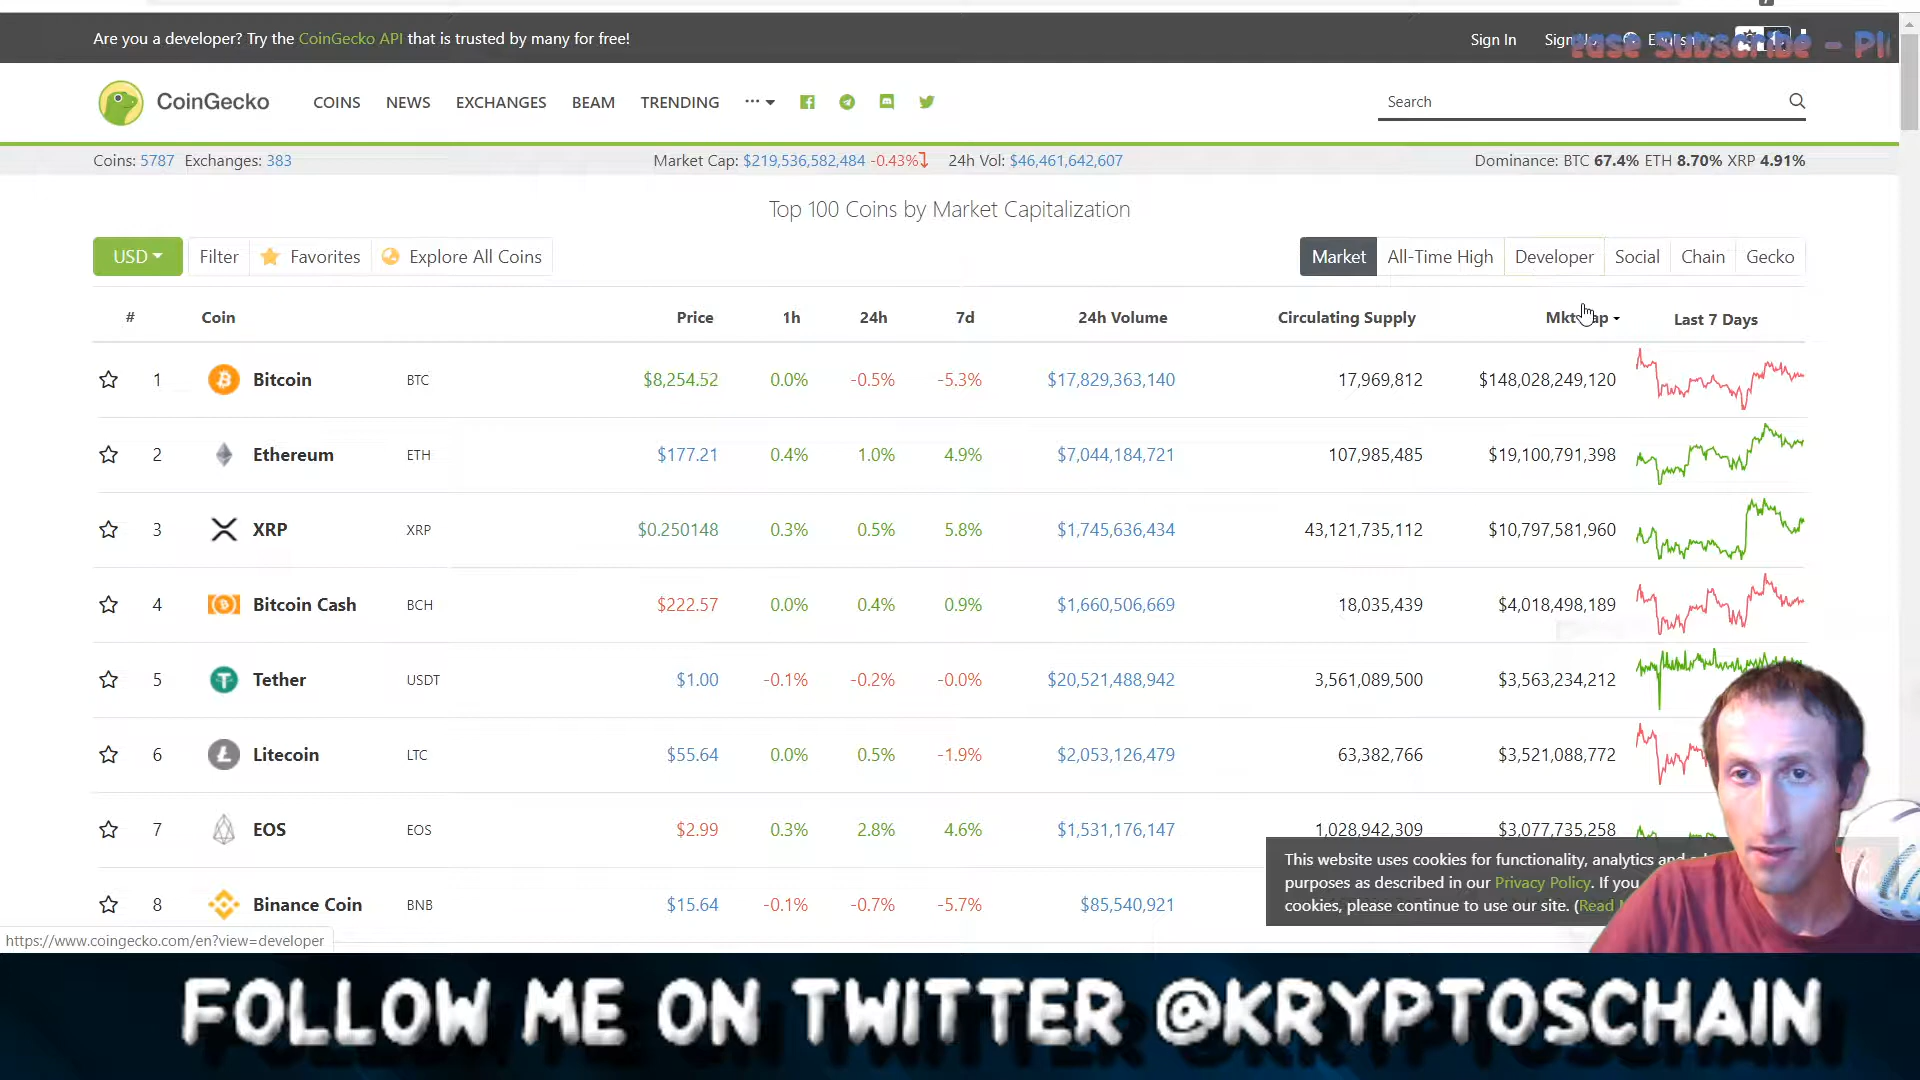 Are you a developer? Try the CoinGecko API that is trusted by many for free!
Sign In
ease Subscribe - Pl
CoinGecko
COINS NEWS EXCHANGES BEAM TRENDING ...
Search
Coins: 5787 Exchanges: 383
Market Cap: $219,536,582,484 -0.43% 24h Vol: $46,461,642,607
Dominance: BTC 67.4% ETH 8.70% XRP 4.91%
Top 100 Coins by Market Capitalization
USD Filter Favorites Explore All Coins
Market All-Time High Developer Social Chain Gecko
# Coin Price 1h 24h 7d 24h Volume Circulating Supply Last 7 Days
1 Bitcoin BTC $8,254.52 0.0% -0.5% -5.3% $17,829,363,140 17,969,812 $148,028,249,120
2 Ethereum ETH $177.21 0.4% 1.0% 4.9% $7,044,184,721 107,985,485 $19,100,791,398
3 XRP XRP $0.250148 0.3% 0.5% 5.8% $1,745,636,434 43,121,735,112 $10,797,581,960
4 Bitcoin Cash BCH $222.57 0.0% 0.4% 0.9% $1,660,506,669 18,035,439 $4,018,498,189
5 Tether USDT $1.00 -0.1% -0.2% -0.0% $20,521,488,942 3,561,089,500 $3,563,234,212
6 Litecoin LTC $55.64 0.0% 0.5% -1.9% $2,053,126,479 63,382,766 $3,521,088,772
7 EOS EOS $2.99 0.3% 2.8% 4.6% $1,531,176,147 1,028,942,309 $3,077,735,258
8 Binance Coin BNB $15.64 -0.1% -0.7% -5.7% $85,540,921
This website uses cookies for functionality, analytics and
purposes as described in our Privacy Policy. If you
cookies, please continue to use our site. (Read
https://www.coingecko.com/en?view=developer
FOLLOW ME ON TWITTER @KRYPTOSCHAIN